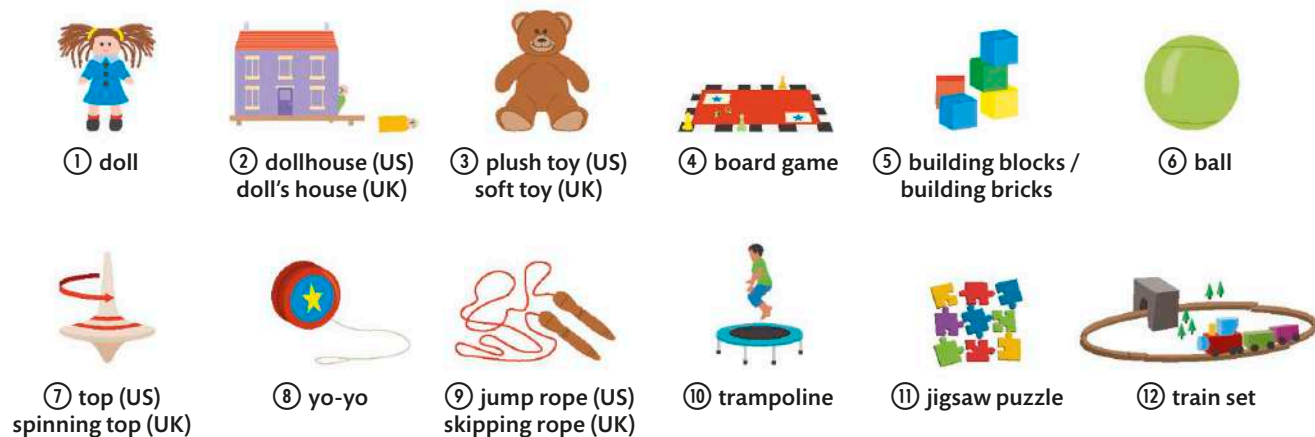 ① doll
② dollhouse (US)
doll's house (UK)
③ plush toy (US)
soft toy (UK)
④ board game
⑤ building blocks /
building bricks
⑥ ball
⑦ top (US)
spinning top (UK)
⑧ yo-yo
⑨ jump rope (US)
skipping rope (UK)
⑩ trampoline
⑪ jigsaw puzzle
⑫ train set